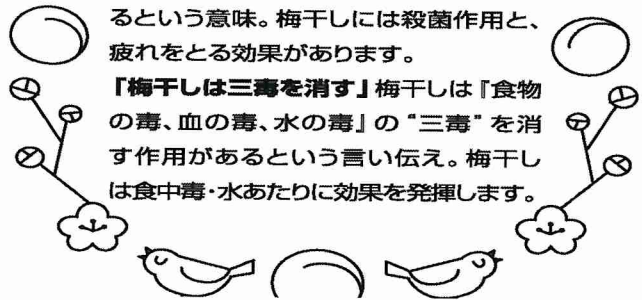 るという意味。梅干しには殺菌作用と、
疲れをとる効果があります。
「梅干しは三毒を消す」梅干しは『食物
の毒、血の毒、水の毒』の“三毒”を消
す作用があるという言い伝え。梅干し
は食中毒・水あたりに効果を発揮します。